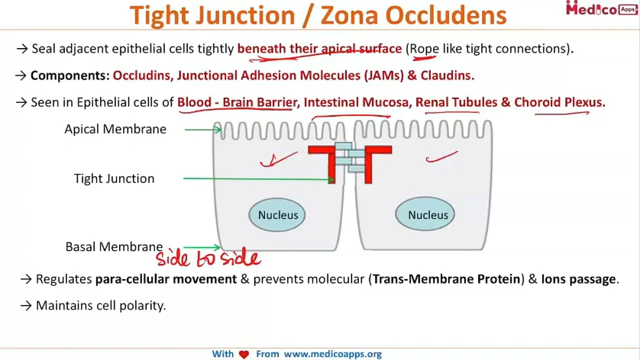 Tight Junction / Zona Occludens
Medico Apps
→ Seal adjacent epithelial cells tightly beneath their apical surface (Rope like tight connections).
→ Components: Occludins, Junctional Adhesion Molecules (JAMs) & Claudins.
→ Seen in Epithelial cells of Blood - Brain Barrier, Intestinal Mucosa, Renal Tubules & Choroid Plexus.
Apical Membrane
Tight Junction
Nucleus
Nucleus
Basal Membrane
side to side
→ Regulates para-cellular movement & prevents molecular (Trans-Membrane Protein) & Ions passage.
→ Maintains cell polarity.
With ♥ From www.medicoapps.org